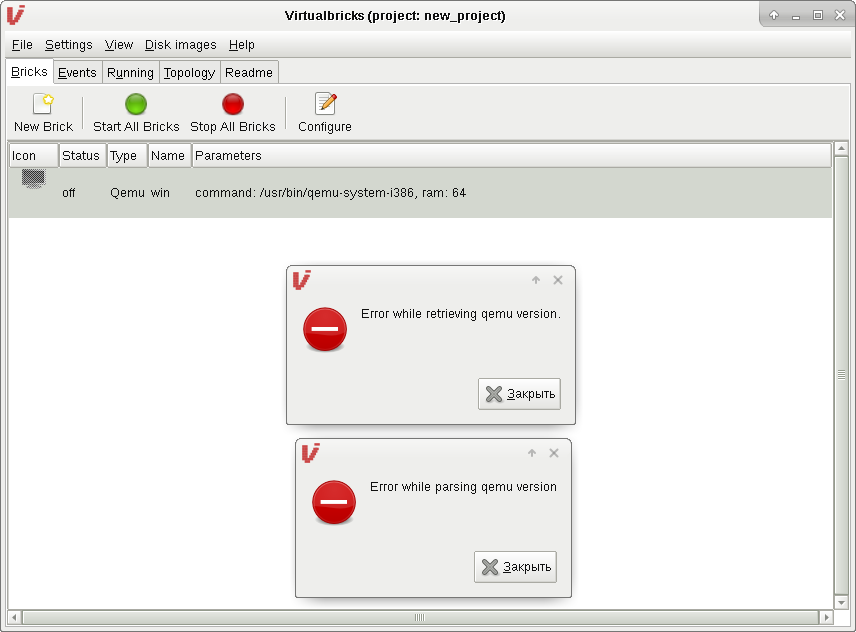 Virtualbricks (project: new_project)
File Settings View Disk images Help
Bricks Events Running Topology Readme
New Brick Start All Bricks Stop All Bricks Configure
Icon Status Type Name Parameters
off Qemu win command: /usr/bin/qemu-system-i386, ram: 64
Error while retrieving qemu version.
Закрыть
Error while parsing qemu version
Закрыть